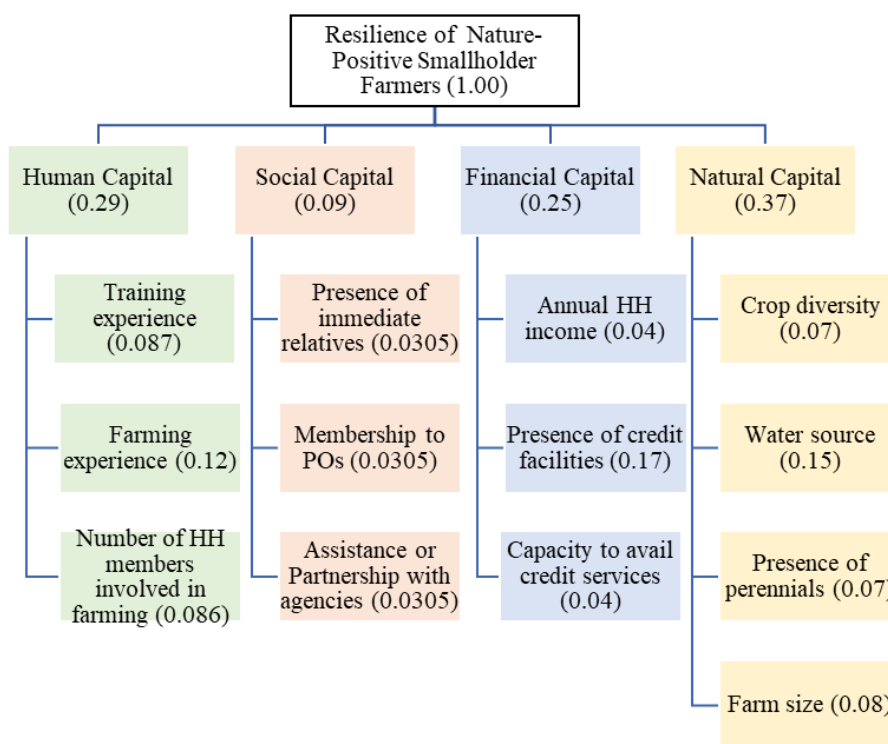 Resilience of Nature-
Positive Smallholder
Farmers (1.00)
Human Capital
(0.29)
Social Capital
(0.09)
Financial Capital
(0.25)
Natural Capital
(0.37)
Training
experience
(0.087)
Presence of
immediate
relatives (0.0305)
Annual HH
income (0.04)
Crop diversity
(0.07)
Farming
experience (0.12)
Membership to
POs (0.0305)
Presence of credit
facilities (0.17)
Water source
(0.15)
Number of HH
members
involved in
farming (0.086)
Assistance or
Partnership with
agencies (0.0305)
Capacity to avail
credit services
(0.04)
Presence of
perennials (0.07)
Farm size (0.08)